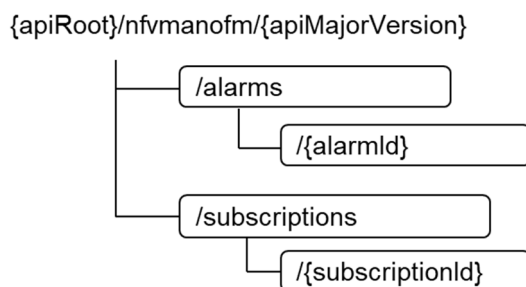 {apiRoot}/nfvmanofm/{apiMajorVersion}
/alarms
/{alarmId}
/subscriptions
/{subscriptionId}